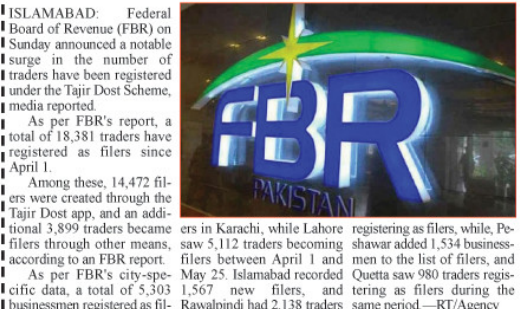 ISLAMABAD: Federal
Board of Revenue (FBR) on
Sunday announced a notable
surge in the number of
traders have been registered
under the Tajir Dost Scheme,
media reported.
As per FBR's report, a
total of 18,381 traders have
registered as filers since
April 1.
Among these, 14,472 fil-
ers were created through the
Tajir Dost app, and an addi-
tional 3,899 traders became
filers through other means,
according to an FBR report.
As per FBR's city-spe-
cific data, a total of 5,303
businessmen registered as fil-
FBR
PAKISTAN
ers in Karachi, while Lahore
saw 5,112 traders becoming
filers between April 1 and
May 25. Islamabad recorded
1,567 new filers, and
Rawalpindi had 2,138 traders
registering as filers, while, Pe-
shawar added 1,534 business-
men to the list of filers, and
Quetta saw 980 traders regis-
tering as filers during the
same period.—RT/Agency